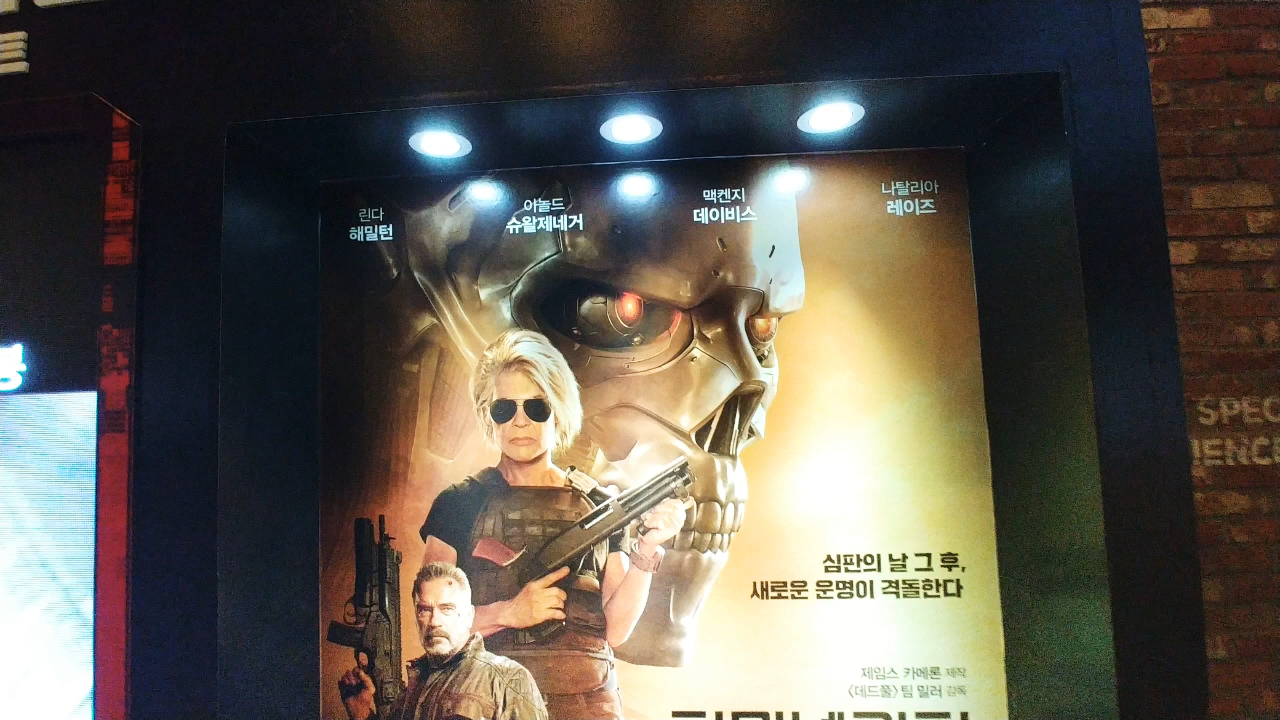 린다
해밀턴
아놀드
슈왈제네거
맥켄지
데이비스
나탈리아
레이즈
심판의 날 그 후,
새로운 운명이 격돌한다
제임스 카메론 제작
〈데드풀〉 팀 밀러 감독
SPEC
IENC